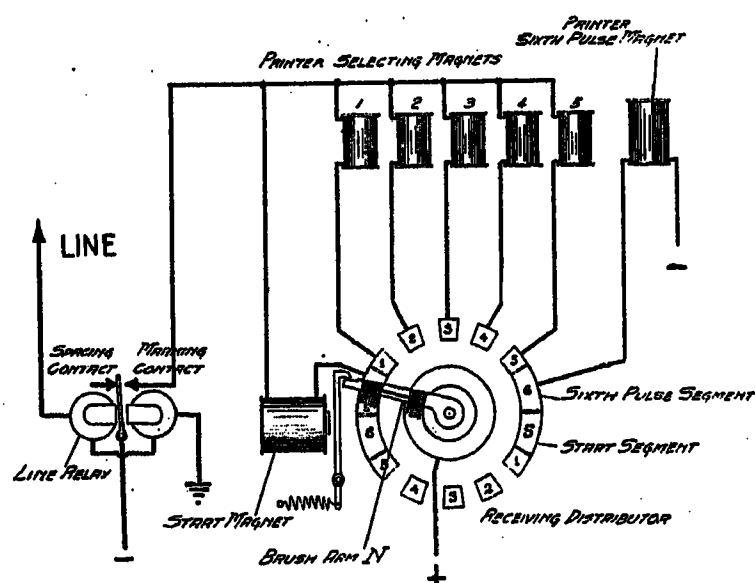 PRINTER
SIXTH PULSE MAGNET
PRINTER SELECTING MAGNETS
1 2 3 4 5
LINE
SPACING CONTACT
MARKING CONTACT
LINE RELAY
START MAGNET
1 2 3 4 5
6
S
1
2
3
4
5
6
SIXTH PULSE SEGMENT
START SEGMENT
RECEIVING DISTRIBUTOR
BRUSH ARM N
− − +